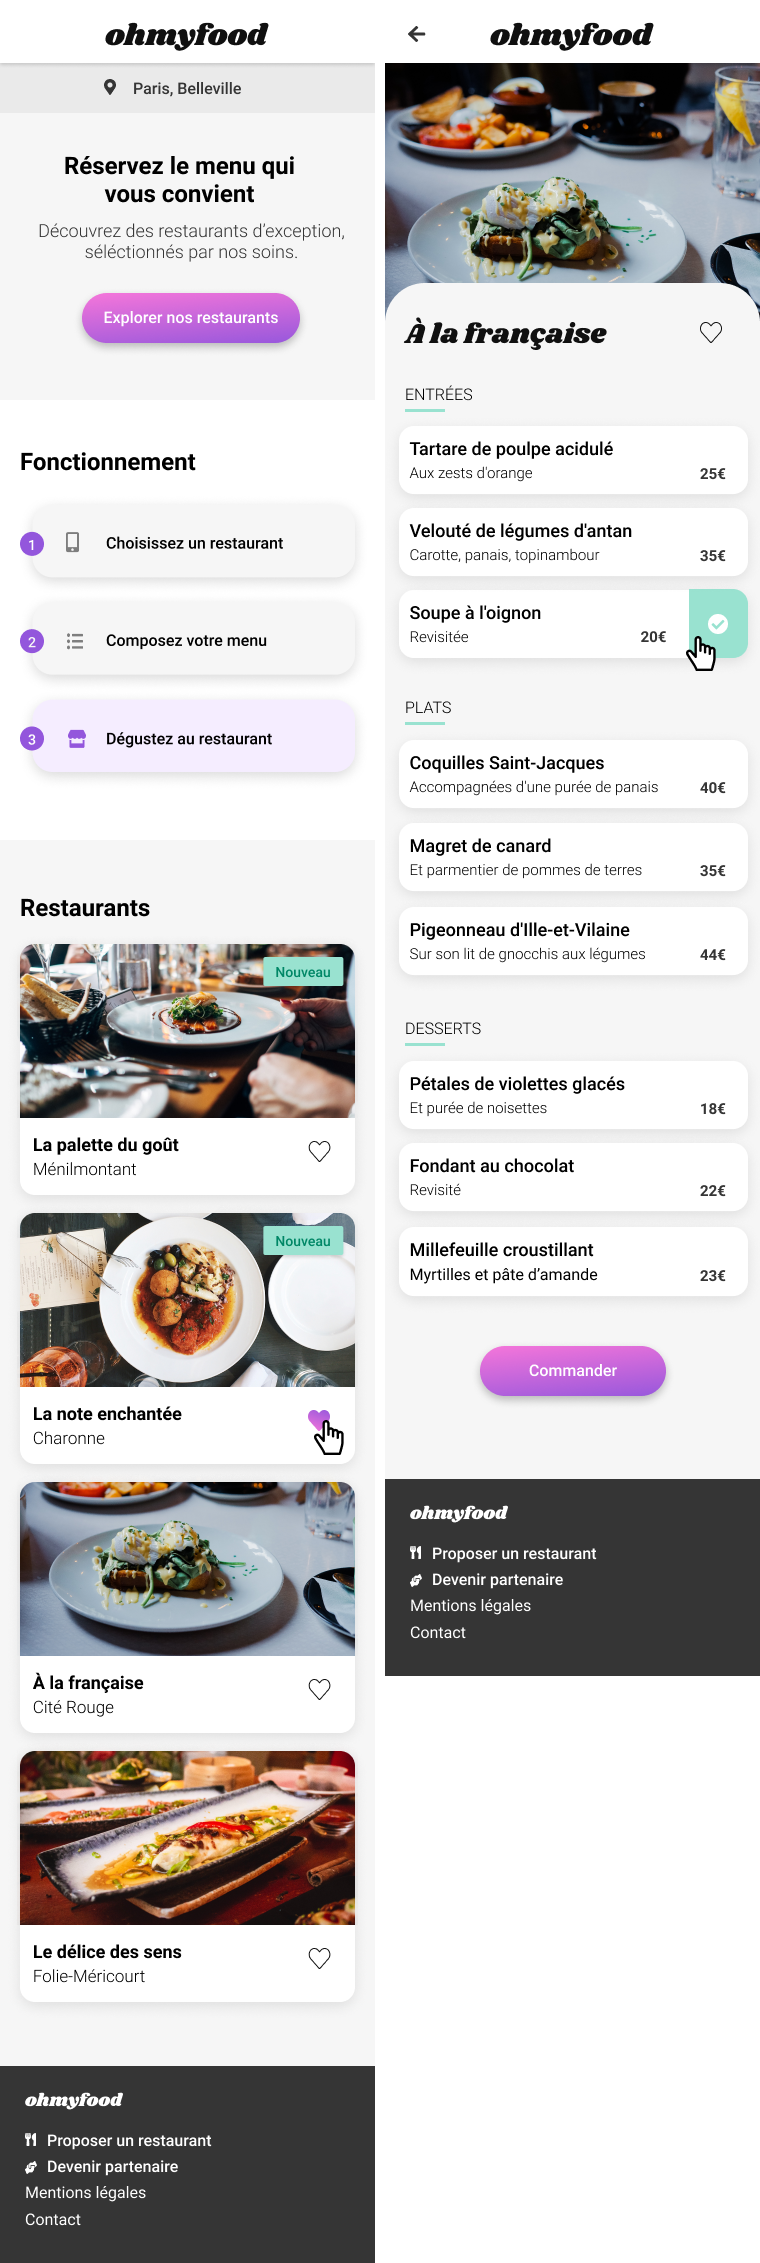 ohmyfood
Paris, Belleville
Réservez le menu qui
vous convient
Découvrez des restaurants d'exception,
séléctionnés par nos soins.
Explorer nos restaurants
Fonctionnement
1 Choisissez un restaurant
2 Composez votre menu
3 Dégustez au restaurant
Restaurants
Nouveau
La palette du goût
Ménilmontant
Nouveau
La note enchantée
Charonne
À la française
Cité Rouge
Le délice des sens
Folie-Méricourt
ohmyfood
Proposer un restaurant
Devenir partenaire
Mentions légales
Contact
ohmyfood
À la française
ENTRÉES
Tartare de poulpe acidulé
Aux zests d'orange 25€
Velouté de légumes d'antan
Carotte, panais, topinambour 35€
Soupe à l'oignon
Revisitée 20€
PLATS
Coquilles Saint-Jacques
Accompagnées d'une purée de panais 40€
Magret de canard
Et parmentier de pommes de terres 35€
Pigeonneau d'Ille-et-Vilaine
Sur son lit de gnocchis aux légumes 44€
DESSERTS
Pétales de violettes glacés
Et purée de noisettes 18€
Fondant au chocolat
Revisité 22€
Millefeuille croustillant
Myrtilles et pâte d’amande 23€
Commander
ohmyfood
Proposer un restaurant
Devenir partenaire
Mentions légales
Contact